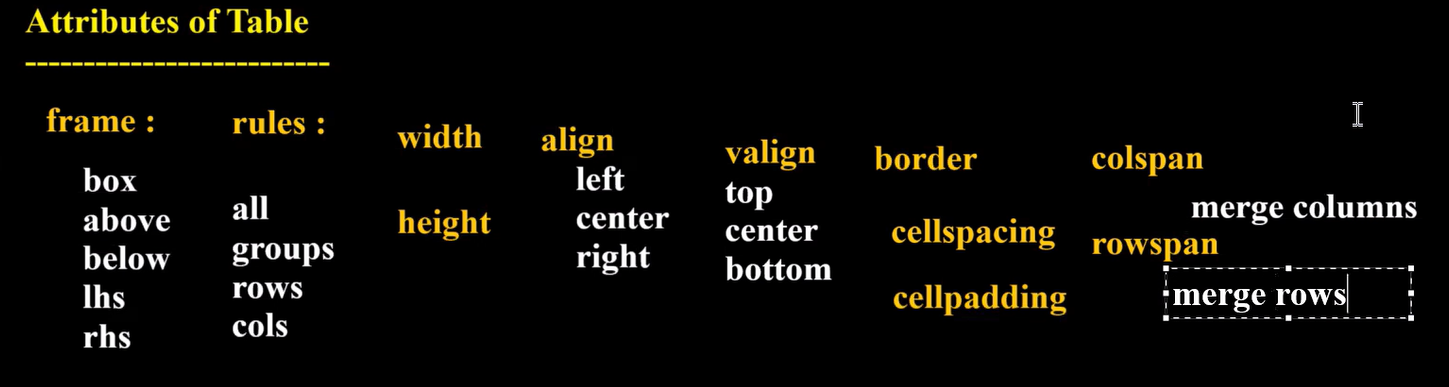 Attributes of Table
--------------------------
frame :
box
above
below
lhs
rhs
rules :
all
groups
rows
cols
width
height
align
left
center
right
valign
top
center
bottom
border
cellspacing
cellpadding
colspan
merge columns
rowspan
merge rows